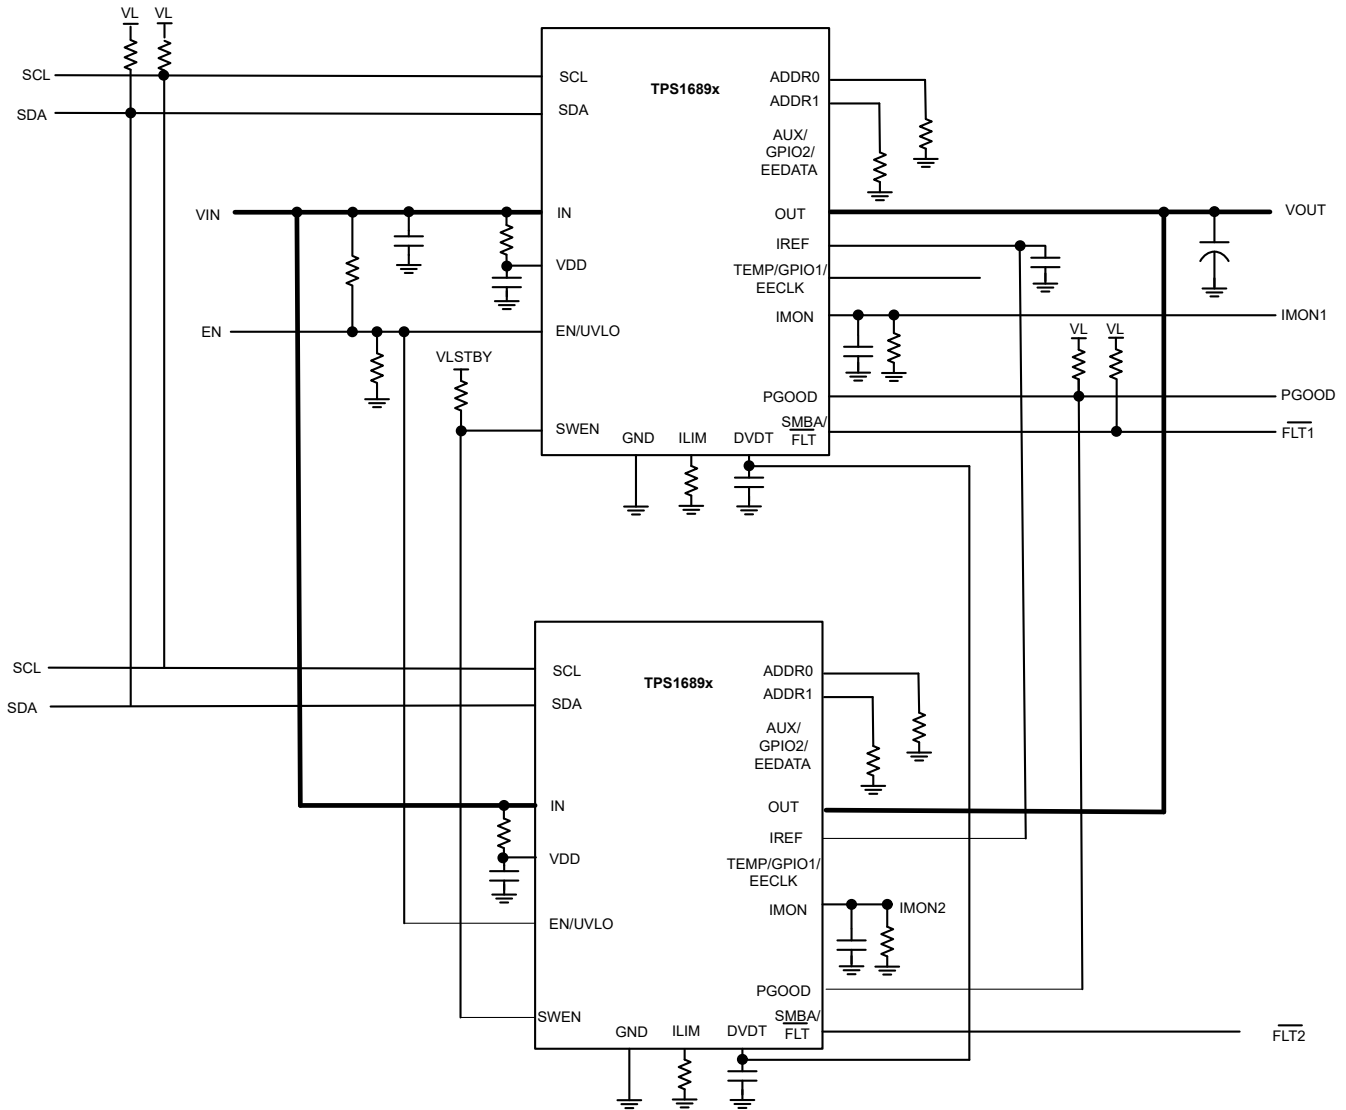 VL VL
SCL
SDA
SCL
SDA
TPS1689x
ADDR0
ADDR1
AUX/
GPIO2/
EEDATA
VIN
IN
OUT
VOUT
IREF
VDD
TEMP/GPIO1/
EECLK
IMON
IMON1
EN
EN/UVLO
VL VL
VLSTBY
PGOOD
PGOOD
SWEN
SMBA/
FLT
FLT1
GND ILIM DVDT
SCL
SDA
SCL
SDA
TPS1689x
ADDR0
ADDR1
AUX/
GPIO2/
EEDATA
IN
OUT
IREF
VDD
TEMP/GPIO1/
EECLK
IMON
IMON2
EN/UVLO
PGOOD
SWEN
SMBA/
FLT
FLT2
GND ILIM DVDT